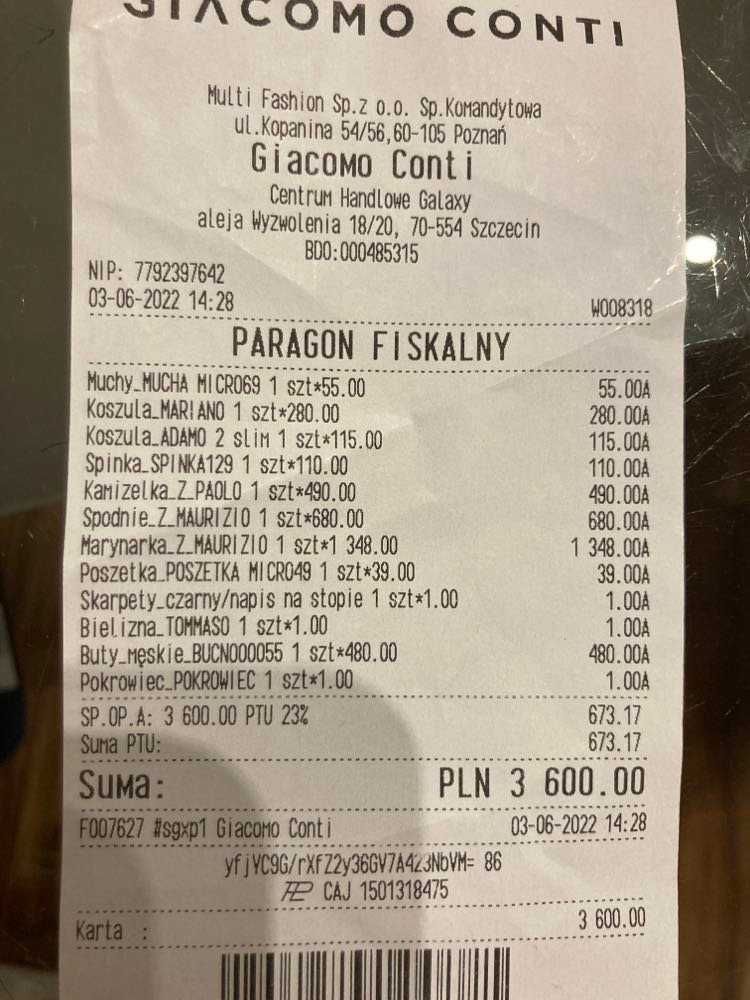 GIACOMO CONTI
Multi Fashion Sp.z o.o. Sp.Komandytowa
ul.Kopanina 54/56,60-105 Poznań
Giacomo Conti
Centrum Handlowe Galaxy
aleja Wyzwolenia 18/20, 70-554 Szczecin
BDO:000485315
NIP: 7792397642
03-06-2022 14:28 W008318
PARAGON FISKALNY
Muchy_MUCHA MICRO69 1 szt*55.00 55.00A
Koszula_MARIANO 1 szt*280.00 280.00A
Koszula_ADAMO 2 slim 1 szt*115.00 115.00A
Spinka_SPINKA129 1 szt*110.00 110.00A
Kamizelka_Z_PAOLO 1 szt*490.00 490.00A
Spodnie_Z_MAURIZIO 1 szt*680.00 680.00A
Marynarka_Z_MAURIZIO 1 szt*1 348.00 1 348.00A
Poszetka_POSZETKA MICRO49 1 szt*39.00 39.00A
Skarpety_czarny/napis na stopie 1 szt*1.00 1.00A
Bielizna_TOMMASO 1 szt*1.00 1.00A
Buty_męskie_BUCN000055 1 szt*480.00 480.00A
Pokrowiec_POKROWIEC 1 szt*1.00 1.00A
SP.OP.A: 3 600.00 PTU 23% 673.17
Suma PTU: 673.17
Suma: PLN 3 600.00
F007627 #sgxp1 Giacomo Conti 03-06-2022 14:28
yfjVC9G/rXfZ2y36GV7A423NbVM= 86
CAJ 1501318475
Karta : 3 600.00